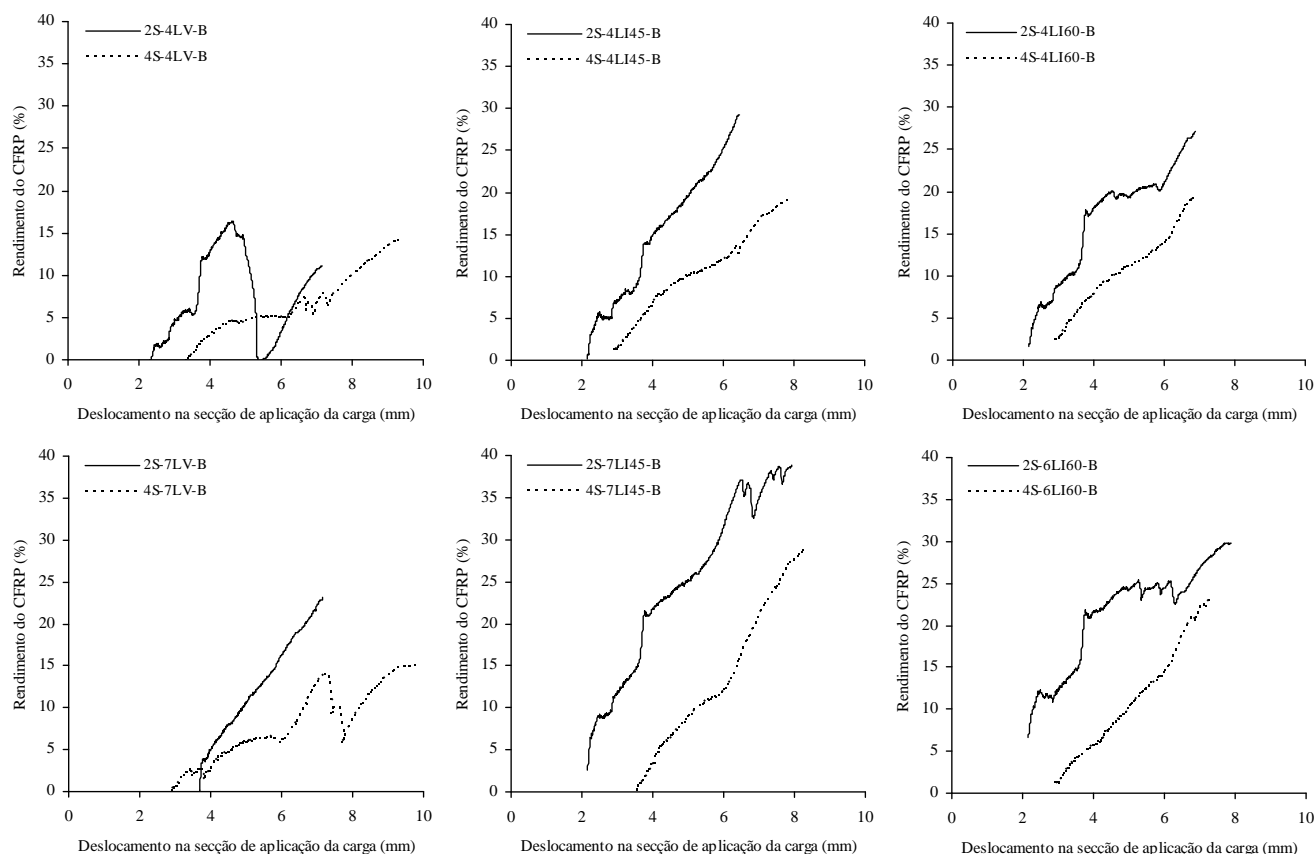 40
35
30
25
20
15
10
5
0
0 2 4 6 8 10
2S-4LV-B
4S-4LV-B
Rendimento do CFRP (%)
Deslocamento na secção de aplicação da carga (mm)
40
35
30
25
20
15
10
5
0
0 2 4 6 8 10
2S-4LI45-B
4S-4LI45-B
Rendimento do CFRP (%)
Deslocamento na secção de aplicação da carga (mm)
40
35
30
25
20
15
10
5
0
0 2 4 6 8 10
2S-4LI60-B
4S-4LI60-B
Rendimento do CFRP (%)
Deslocamento na secção de aplicação da carga (mm)
40
35
30
25
20
15
10
5
0
0 2 4 6 8 10
2S-7LV-B
4S-7LV-B
Rendimento do CFRP (%)
Deslocamento na secção de aplicação da carga (mm)
40
35
30
25
20
15
10
5
0
0 2 4 6 8 10
2S-7LI45-B
4S-7LI45-B
Rendimento do CFRP (%)
Deslocamento na secção de aplicação da carga (mm)
40
35
30
25
20
15
10
5
0
0 2 4 6 8 10
2S-6LI60-B
4S-6LI60-B
Rendimento do CFRP (%)
Deslocamento na secção de aplicação da carga (mm)